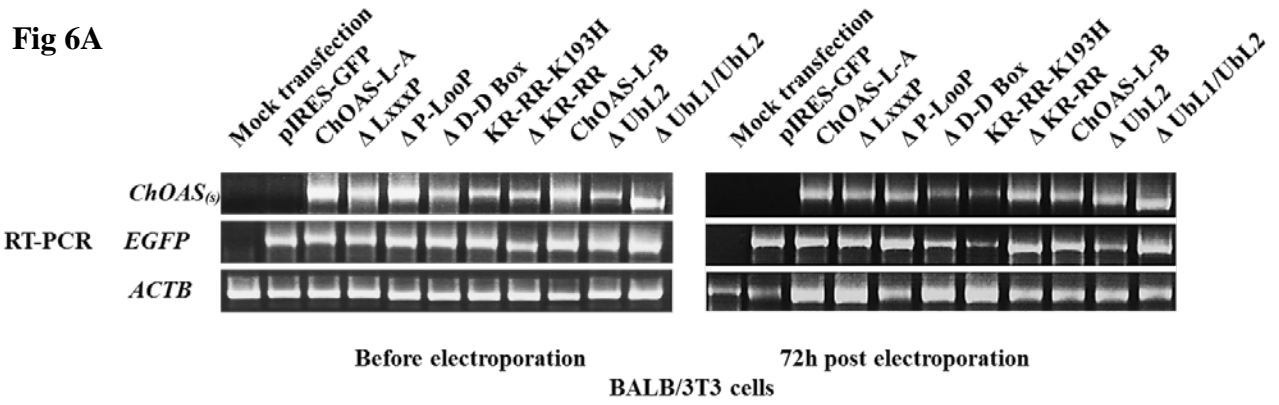 Fig 6A
Mock transfection
pIRES-GFP
ChOAS-L-A
Δ LxxxP
Δ P-LooP
Δ D-D Box
KR-RR-K193H
Δ KR-RR
ChOAS-L-B
Δ UbL2
Δ UbL1/UbL2
Mock transfection
pIRES-GFP
ChOAS-L-A
Δ LxxxP
Δ P-LooP
Δ D-D Box
KR-RR-K193H
Δ KR-RR
ChOAS-L-B
Δ UbL2
Δ UbL1/UbL2
ChOAS(s)
RT-PCR EGFP
ACTB
Before electroporation 72h post electroporation
BALB/3T3 cells